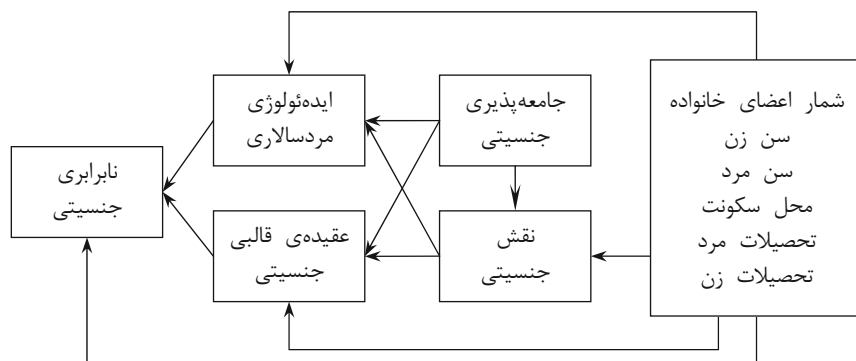 شمار اعضای خانواده
سن زن
سن مرد
محل سکونت
تحصیلات مرد
تحصیلات زن
جامعه‌پذیری
جنسیتی
نقش
جنسیتی
ایده‌ئولوژی
مردسالاری
عقیده‌ی قالبی
جنسیتی
نابرابری
جنسیتی